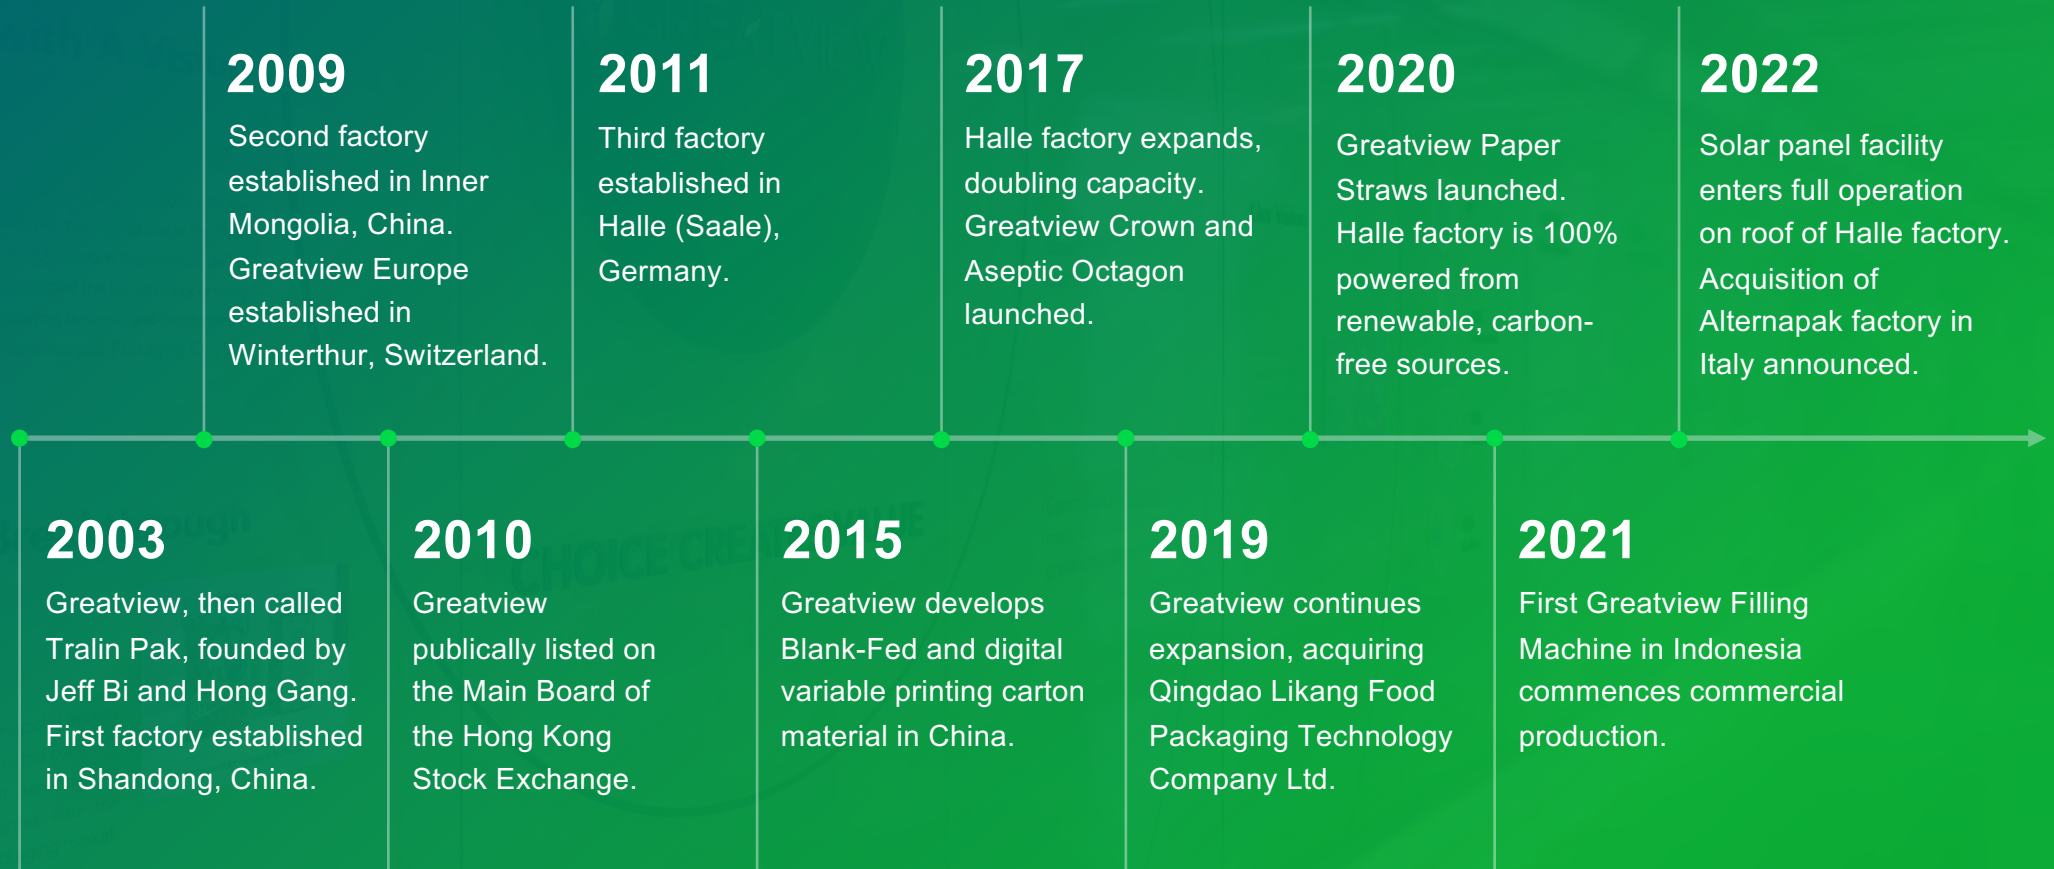 2009
Second factory
established in Inner
Mongolia, China.
Greatview Europe
established in
Winterthur, Switzerland.
2011
Third factory
established in
Halle (Saale),
Germany.
2017
Halle factory expands,
doubling capacity.
Greatview Crown and
Aseptic Octagon
launched.
2020
Greatview Paper
Straws launched.
Halle factory is 100%
powered from
renewable, carbon-
free sources.
2022
Solar panel facility
enters full operation
on roof of Halle factory.
Acquisition of
Alternapak factory in
Italy announced.
2003
Greatview, then called
Tralin Pak, founded by
Jeff Bi and Hong Gang.
First factory established
in Shandong, China.
2010
Greatview
publically listed on
the Main Board of
the Hong Kong
Stock Exchange.
2015
Greatview develops
Blank-Fed and digital
variable printing carton
material in China.
2019
Greatview continues
expansion, acquiring
Qingdao Likang Food
Packaging Technology
Company Ltd.
2021
First Greatview Filling
Machine in Indonesia
commences commercial
production.
CHOICE CREATES VALUE